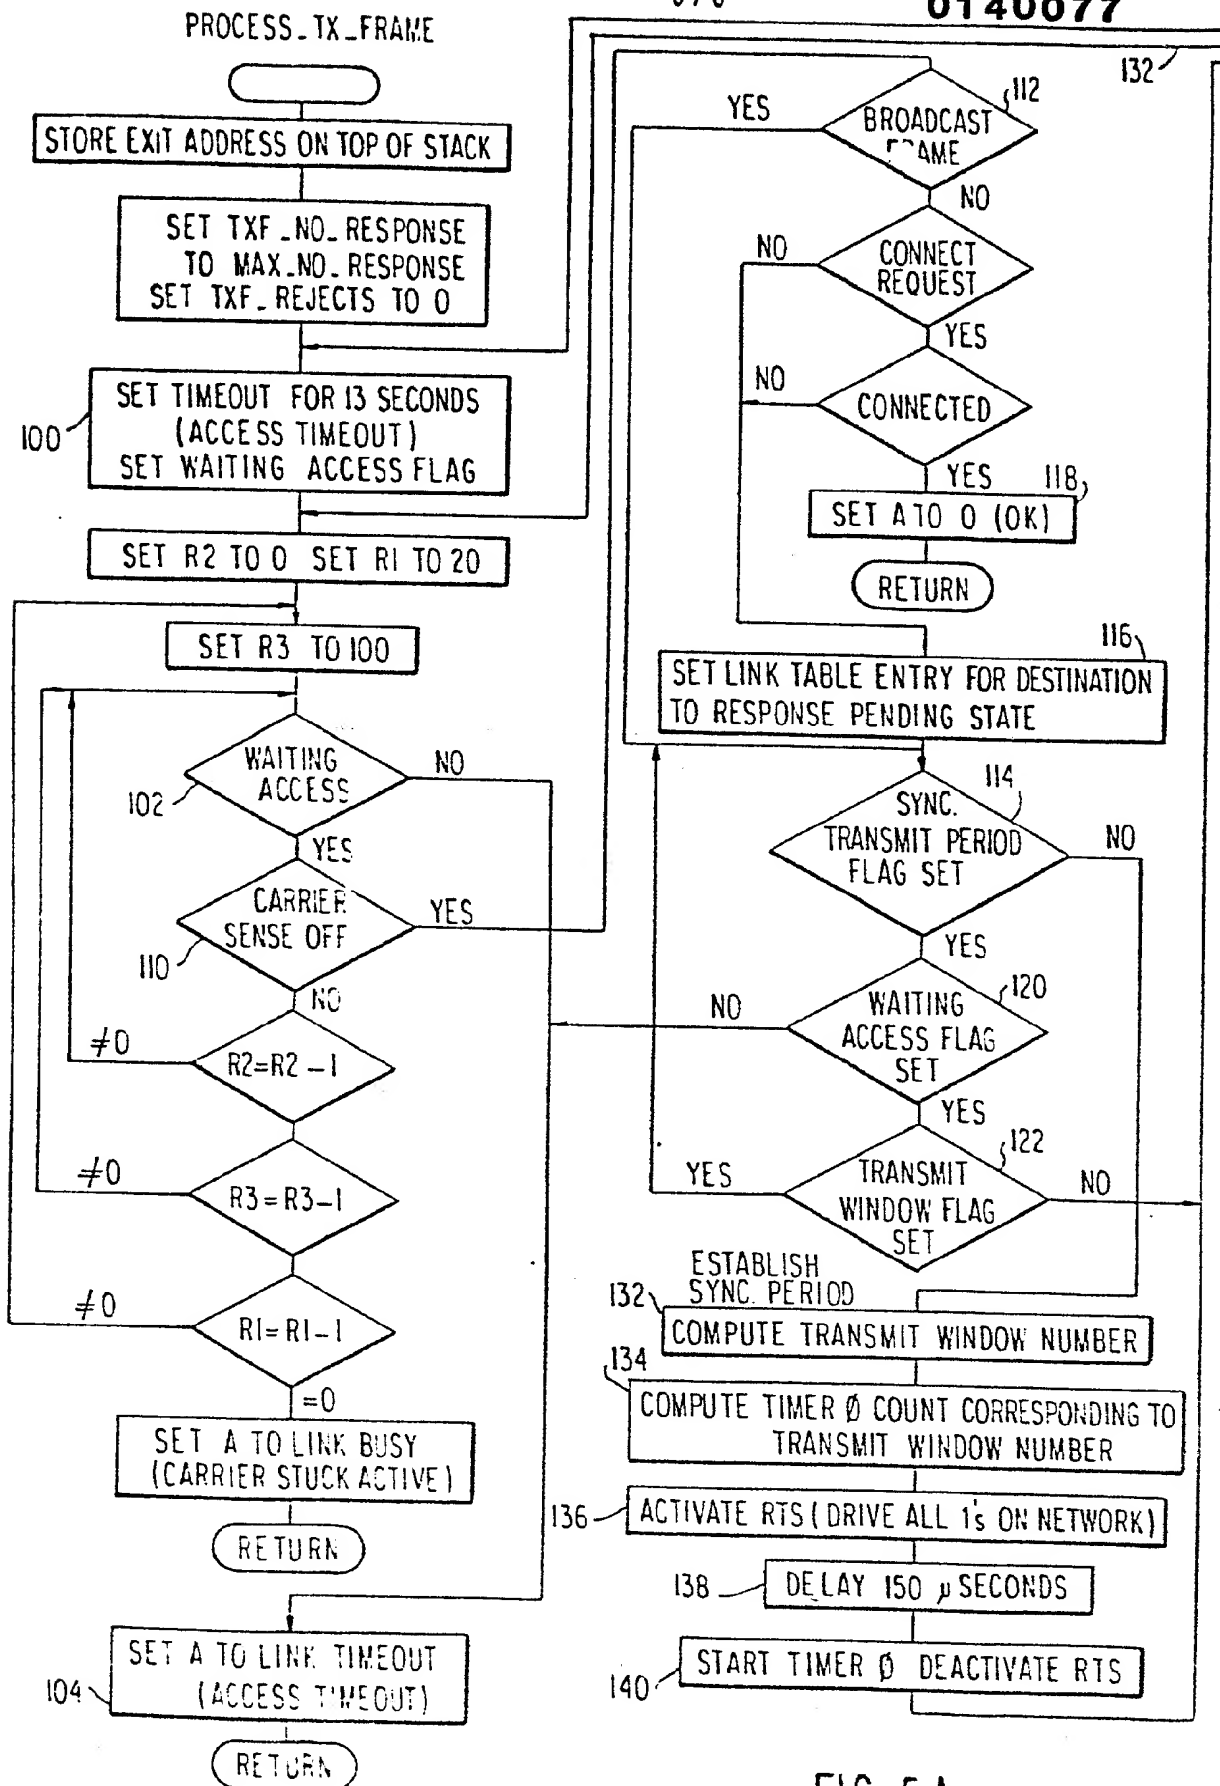 PROCESS_TX_FRAME
0140077
132
STORE EXIT ADDRESS ON TOP OF STACK
SET TXF_NO_RESPONSE
TO MAX_NO_RESPONSE
SET TXF_REJECTS TO 0
100
SET TIMEOUT FOR 13 SECONDS
(ACCESS TIMEOUT)
SET WAITING ACCESS FLAG
SET R2 TO 0 SET R1 TO 20
SET R3 TO 100
WAITING
ACCESS
102
NO
YES
CARRIER
SENSE OFF
110
YES
NO
R2=R2-1
≠0
R3=R3-1
≠0
R1=R1-1
≠0
=0
SET A TO LINK BUSY
(CARRIER STUCK ACTIVE)
RETURN
SET A TO LINK TIMEOUT
(ACCESS TIMEOUT)
104
RETURN
112
YES
BROADCAST
FRAME
NO
CONNECT
REQUEST
NO
YES
CONNECTED
NO
YES
118
SET A TO 0 (OK)
RETURN
116
SET LINK TABLE ENTRY FOR DESTINATION
TO RESPONSE PENDING STATE
114
SYNC.
TRANSMIT PERIOD
FLAG SET
NO
YES
120
WAITING
ACCESS FLAG
SET
NO
YES
122
TRANSMIT
WINDOW FLAG
SET
YES
NO
ESTABLISH
SYNC. PERIOD
132
COMPUTE TRANSMIT WINDOW NUMBER
134
COMPUTE TIMER Ø COUNT CORRESPONDING TO
TRANSMIT WINDOW NUMBER
136
ACTIVATE RTS (DRIVE ALL 1's ON NETWORK)
138
DELAY 150 µ SECONDS
140
START TIMER Ø DEACTIVATE RTS